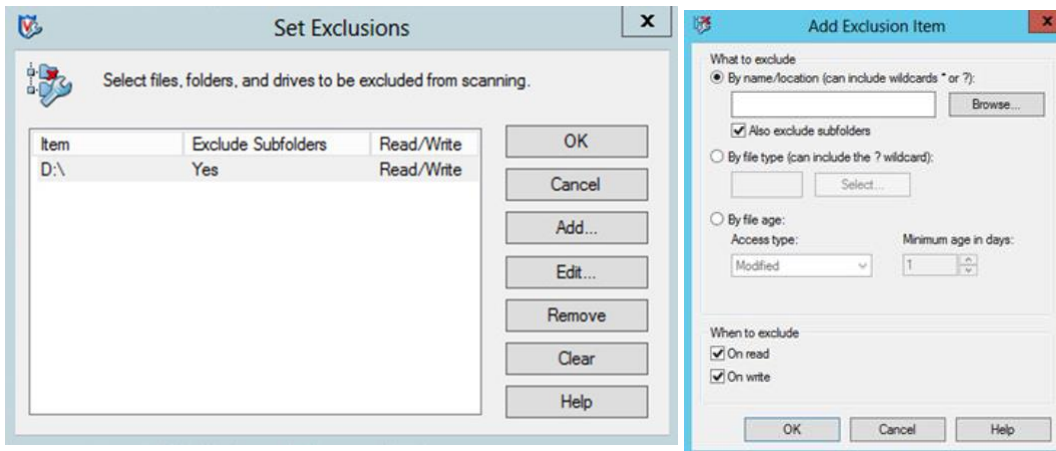 Set Exclusions
x
Select files, folders, and drives to be excluded from scanning.
Item Exclude Subfolders Read/Write
D:\ Yes Read/Write
OK
Cancel
Add...
Edit...
Remove
Clear
Help
Add Exclusion Item
x
What to exclude
By name/location (can include wildcards * or ?):
Browse...
Also exclude subfolders
By file type (can include the ? wildcard):
Select...
By file age:
Access type: Minimum age in days:
Modified 1
When to exclude
On read
On write
OK Cancel Help